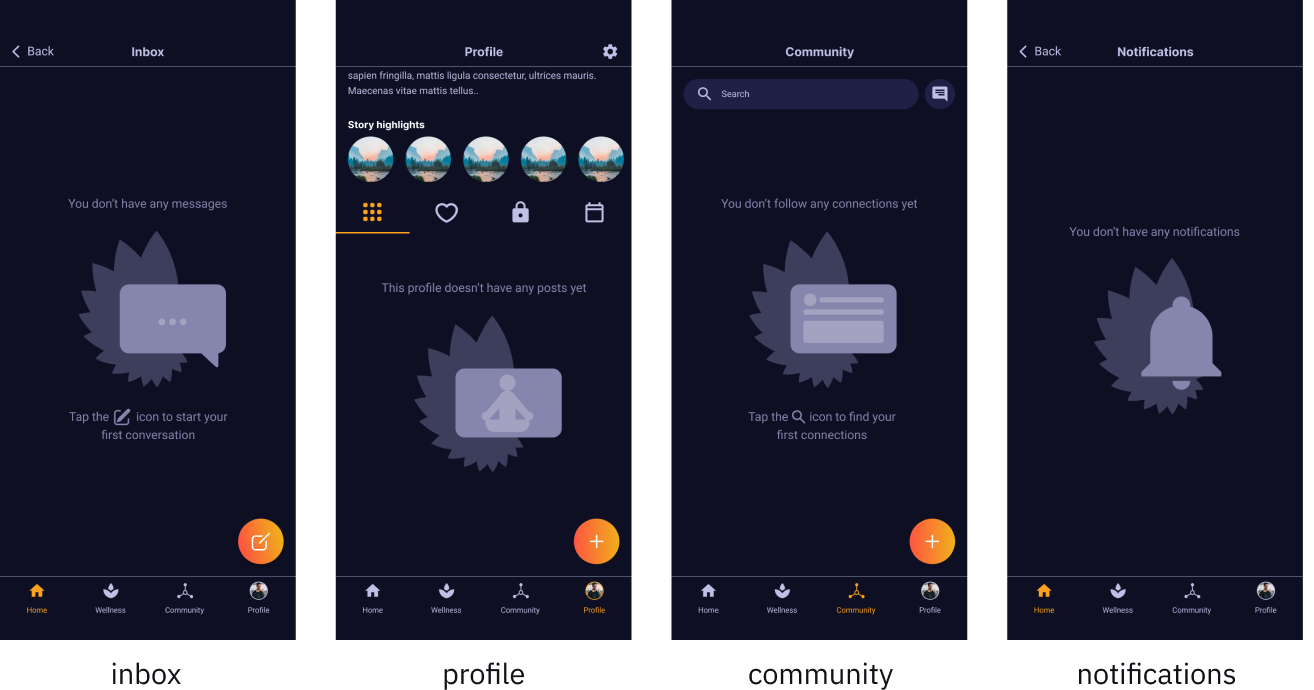 Back
Inbox
You don't have any messages
Tap the icon to start your
first conversation
Home
Wellness
Community
Profile
inbox
Profile
sapien fringilla, mattis ligula consectetur, ultrices mauris.
Maecenas vitae mattis tellus..
Story highlights
This profile doesn't have any posts yet
Home
Wellness
Community
Profile
profile
Community
Search
You don't follow any connections yet
Tap the icon to find your
first connections
Home
Wellness
Community
Profile
community
Back
Notifications
You don't have any notifications
Home
Wellness
Community
Profile
notifications